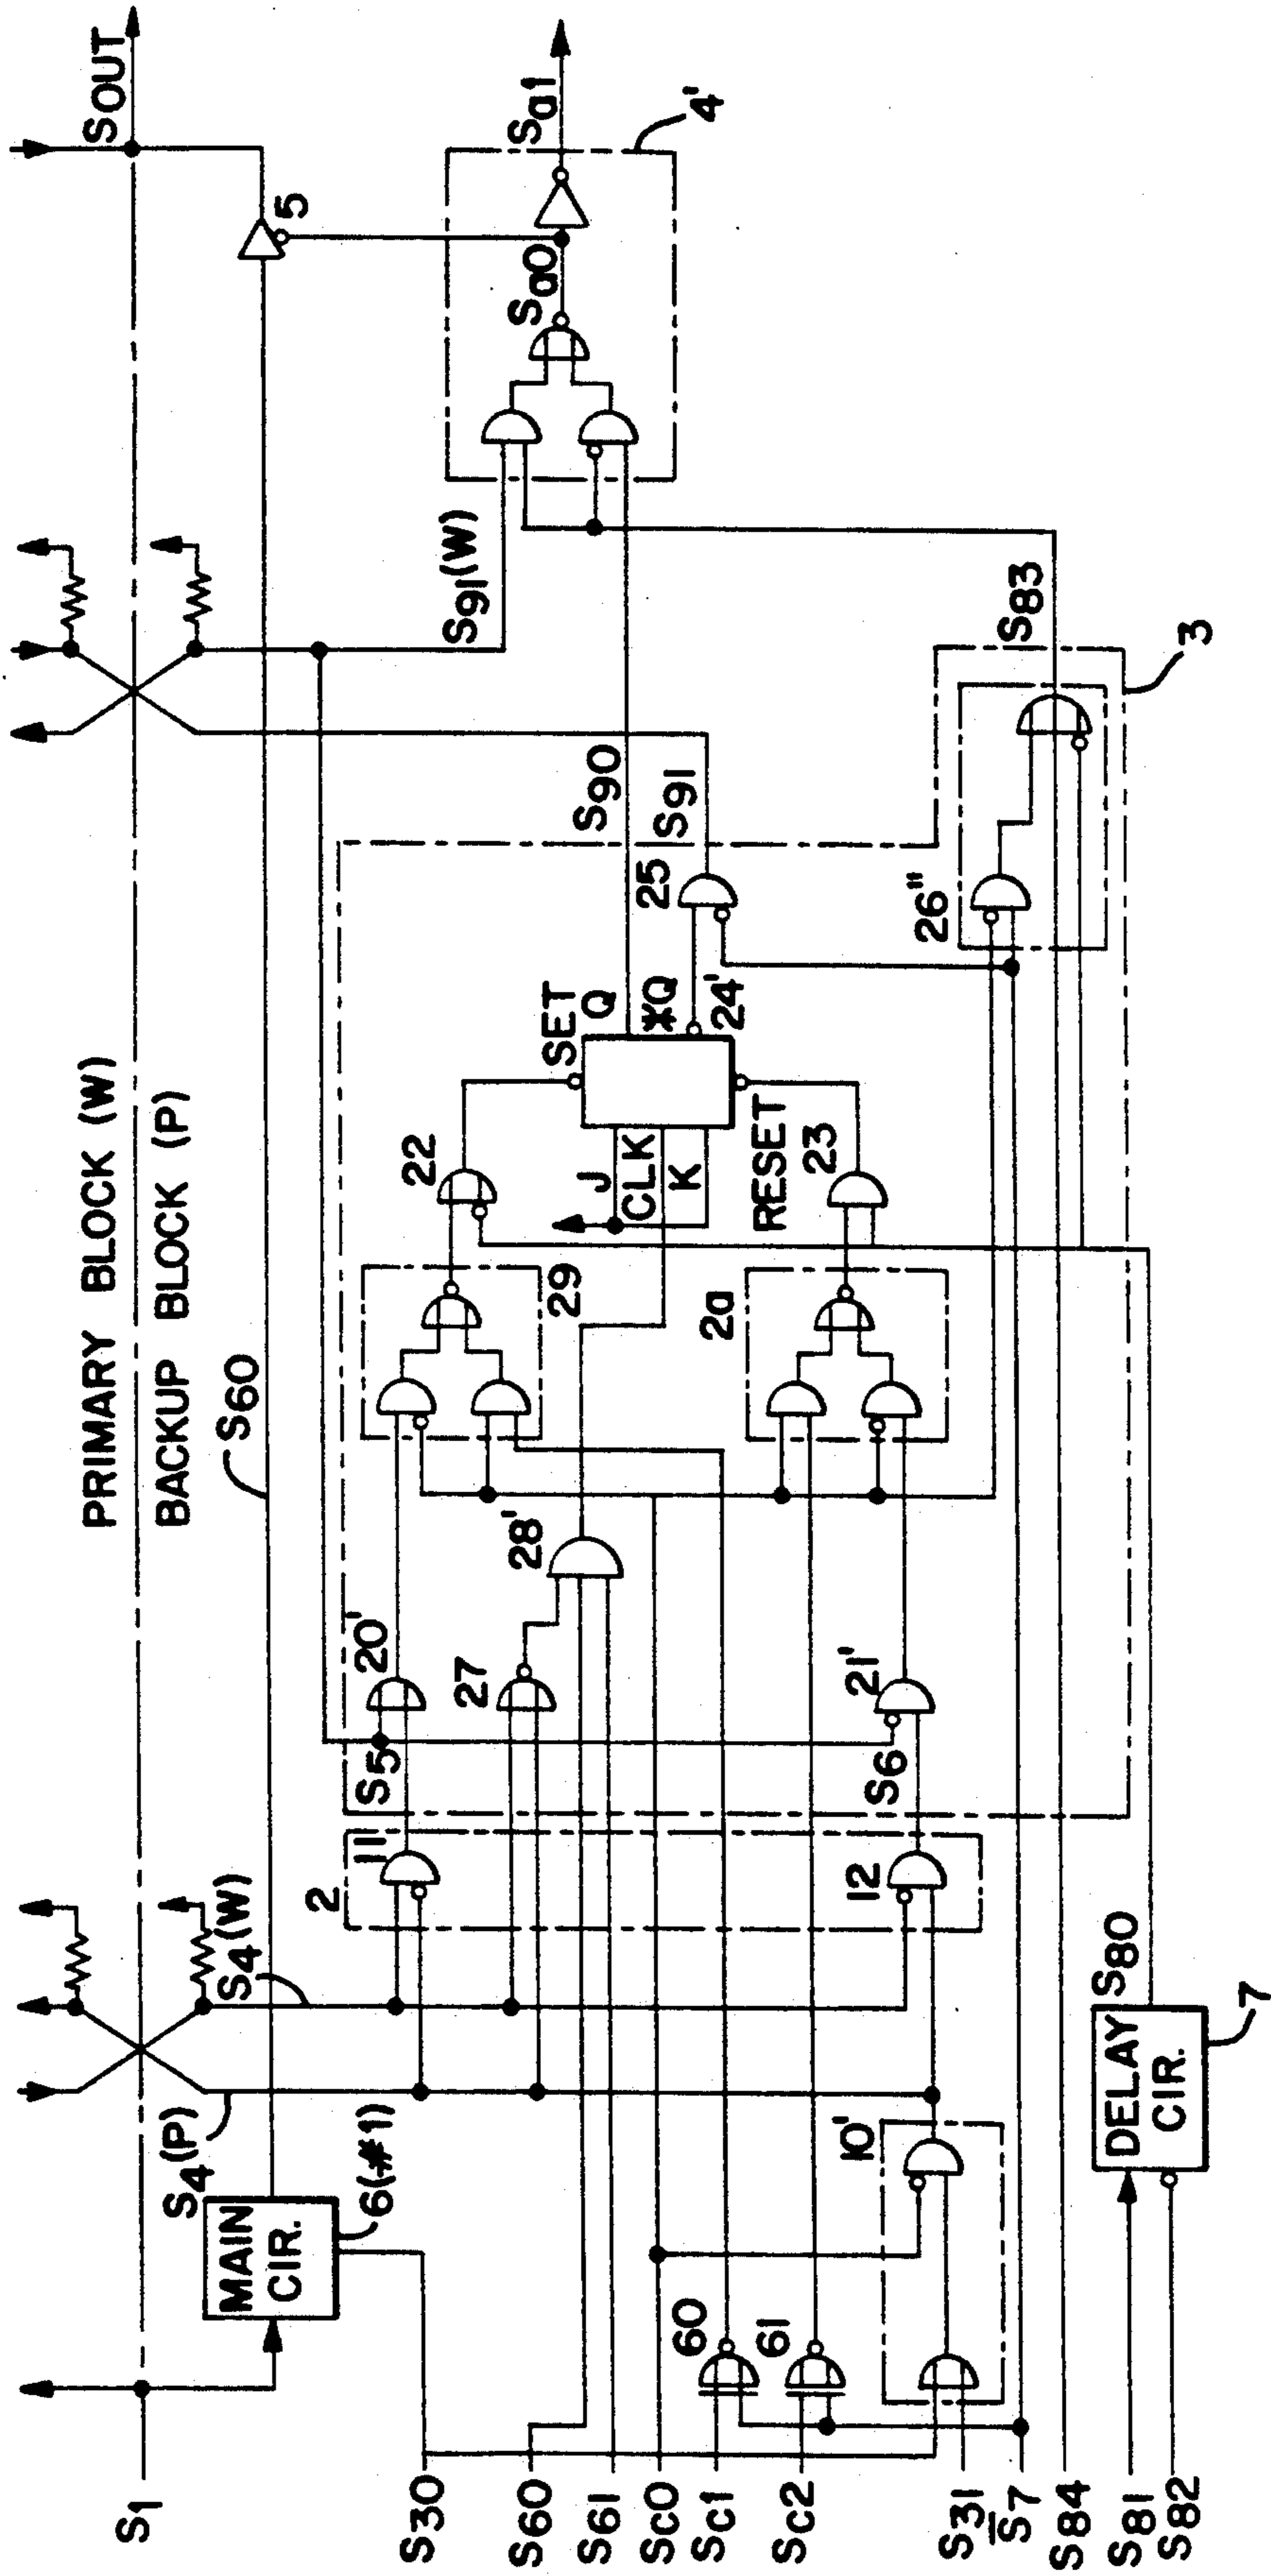 PRIMARY BLOCK (W)
BACKUP BLOCK (P)
SOUT
S1
S4(P)
S4(W)
S60
MAIN
CIR.
6(#1)
5
S91(W)
Sa0
Sa1
4'
S30
S60
S61
Sc0
Sc1
Sc2
S31
S7
S84
S81
S82
2
11
12
S5
S6
20'
27
28'
21'
29
2a
22
23
SET
Q
*Q
J
CLK
K
RESET
24'
25
S90
S91
26"
S83
3
60
61
10'
DELAY
CIR.
S80
7